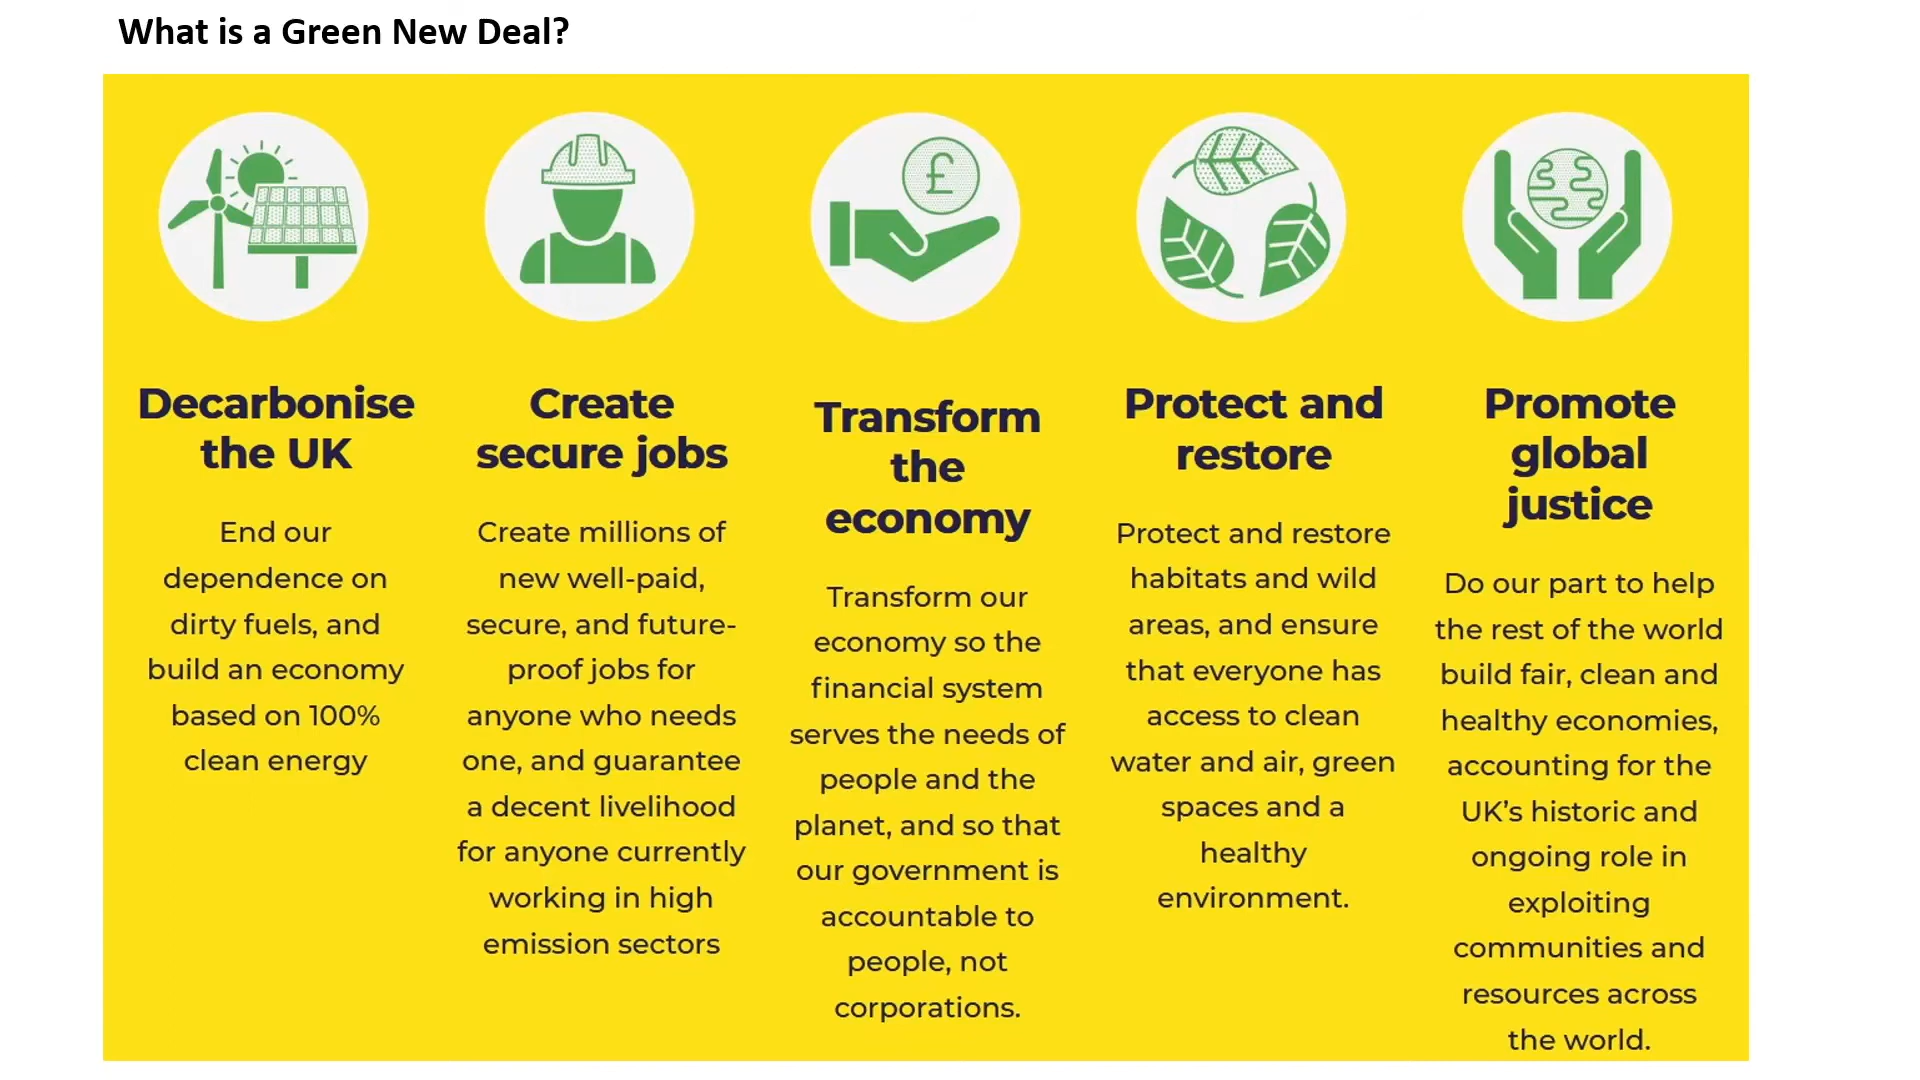 What is a Green New Deal?
£
Decarbonise
the UK
End our
dependence on
dirty fuels, and
build an economy
based on 100%
clean energy
Create
secure jobs
Create millions of
new well-paid,
secure, and future-
proof jobs for
anyone who needs
one, and guarantee
a decent livelihood
for anyone currently
working in high
emission sectors
Transform
the
economy
Transform our
economy so the
financial system
serves the needs of
people and the
planet, and so that
our government is
accountable to
people, not
corporations.
Protect and
restore
Protect and restore
habitats and wild
areas, and ensure
that everyone has
access to clean
water and air, green
spaces and a
healthy
environment.
Promote
global
justice
Do our part to help
the rest of the world
build fair, clean and
healthy economies,
accounting for the
UK’s historic and
ongoing role in
exploiting
communities and
resources across
the world.